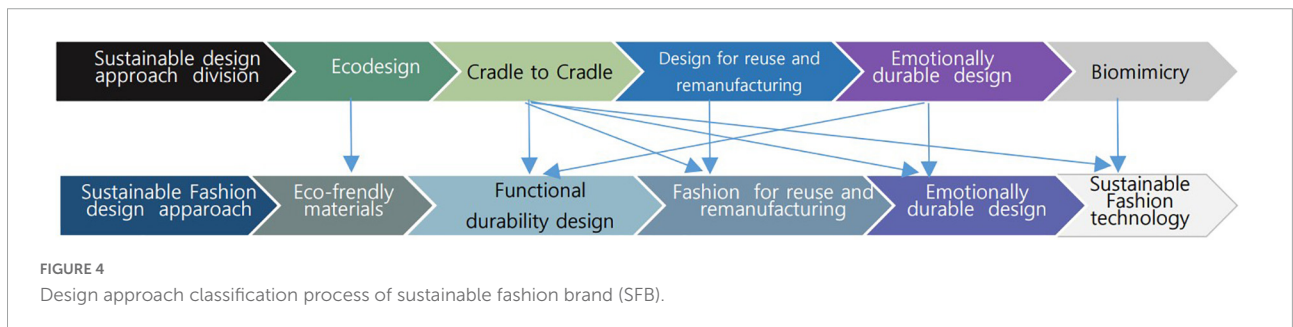 Sustainable design
approach division
Ecodesign
Cradle to Cradle
Design for reuse and
remanufacturing
Emotionally
durable design
Biomimicry
Sustainable Fashion
design apparoach
Eco-frendly
materials
Functional
durability design
Fashion for reuse and
remanufacturing
Emotionally
durable design
Sustainable
Fashion
technology
FIGURE 4
Design approach classification process of sustainable fashion brand (SFB).